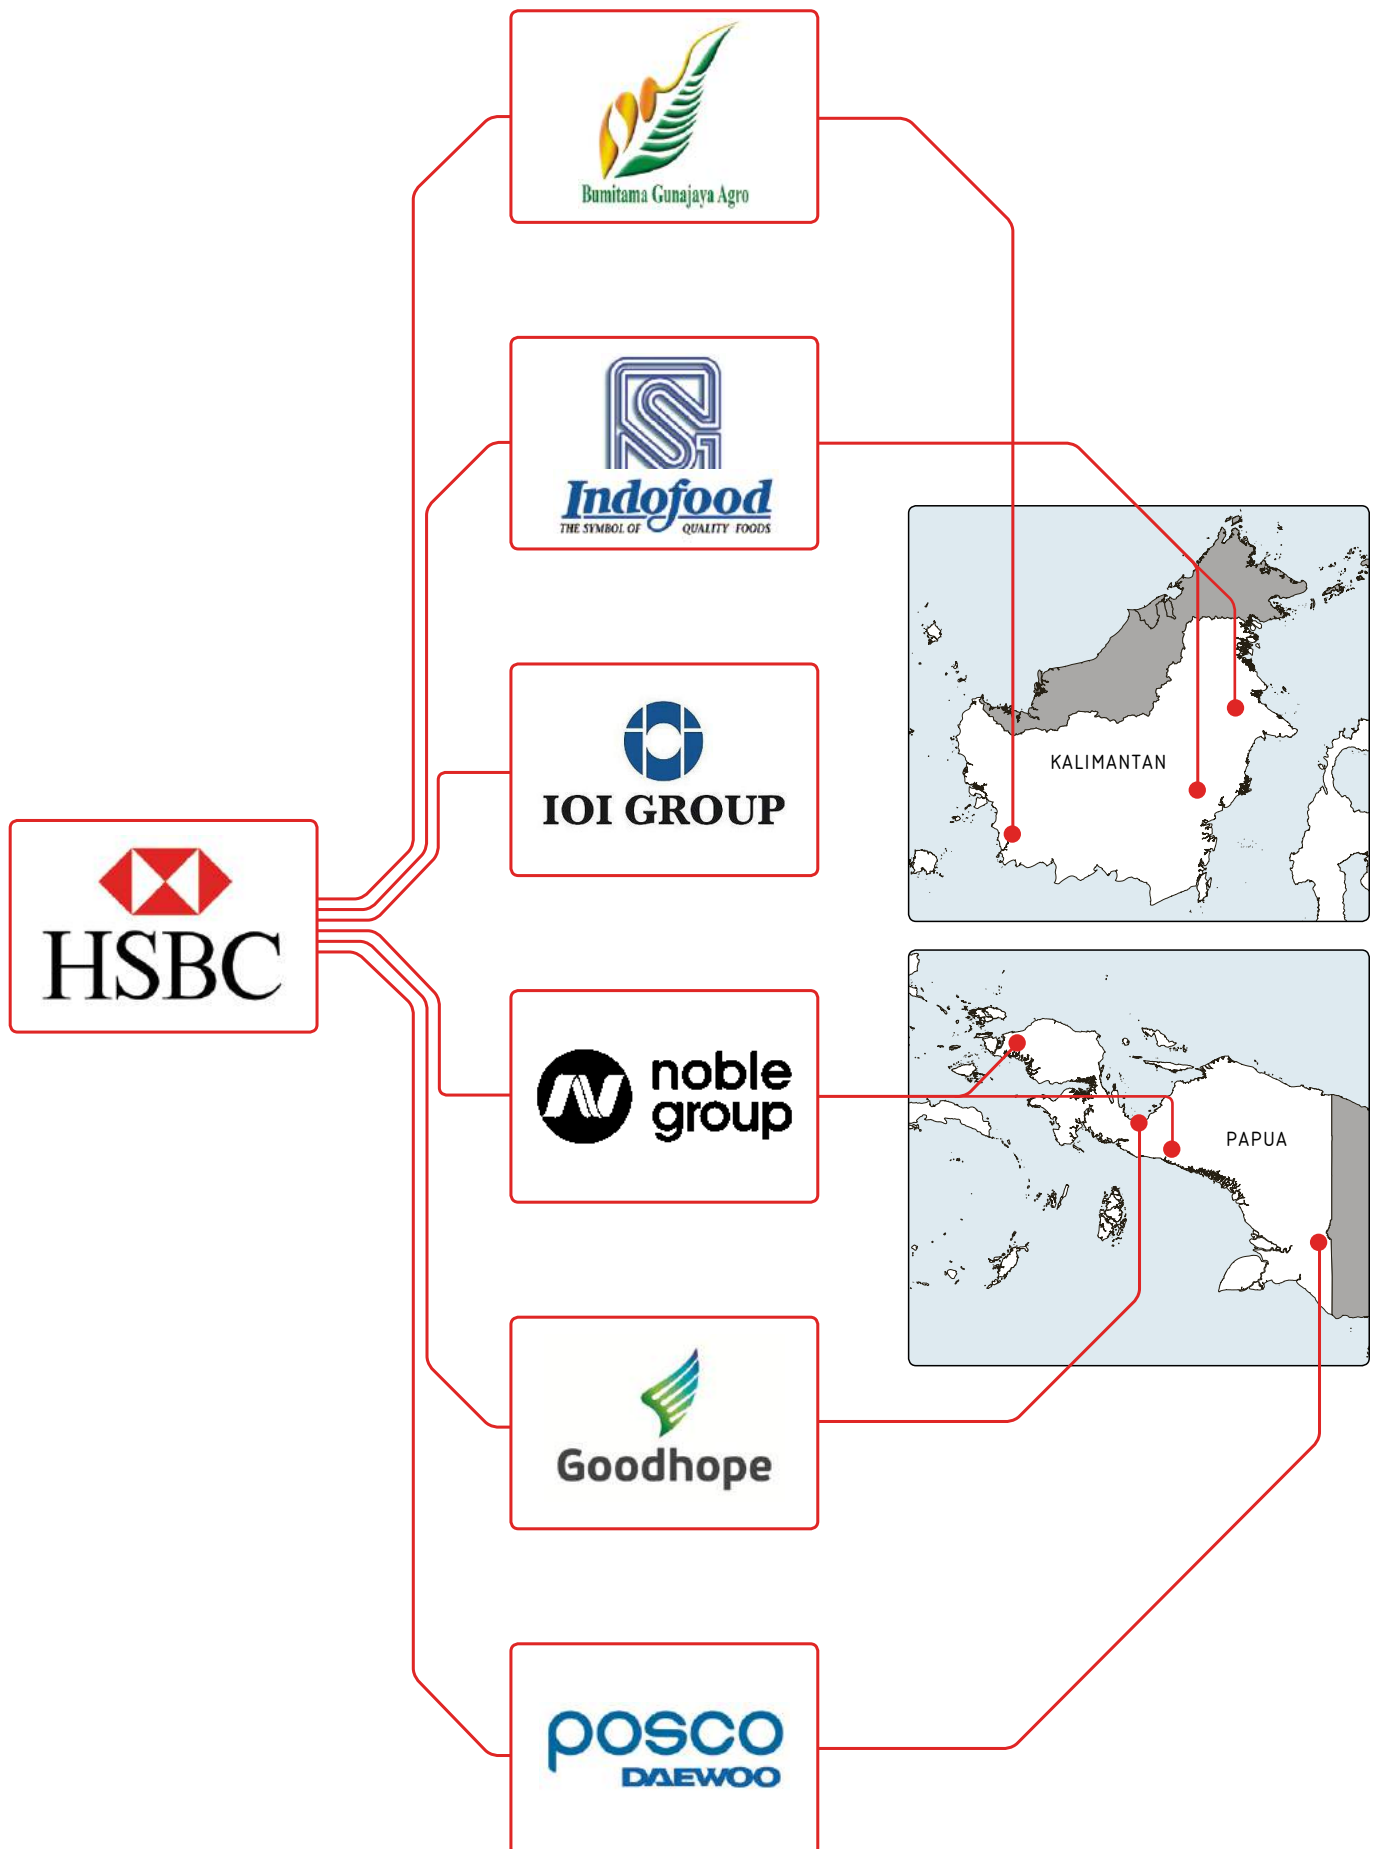 Bumitama Gunajaya Agro
Indofood
THE SYMBOL OF QUALITY FOODS
KALIMANTAN
IOI GROUP
HSBC
noble
group
PAPUA
Goodhope
posco
DAEWOO